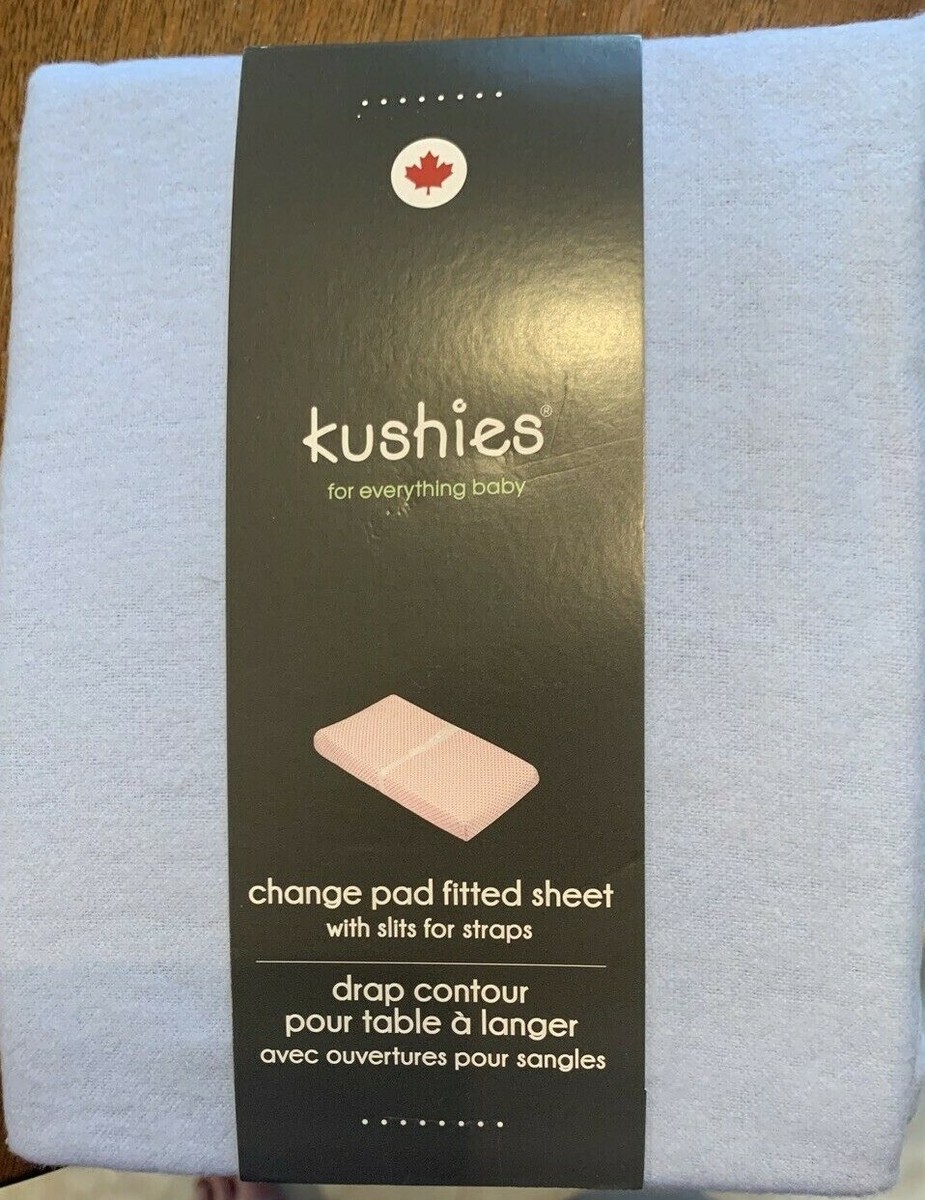 kushies®
for everything baby
change pad fitted sheet
with slits for straps
drap contour
pour table à langer
avec ouvertures pour sangles